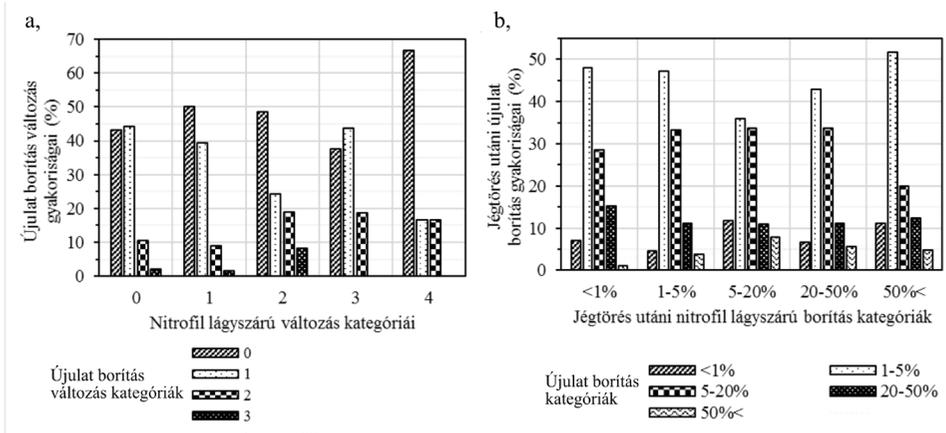 a,
Újulat borítás változás
gyakoriságai (%)
70
60
50
40
30
20
10
0
0 1 2 3 4
Nitrofil lágyszárú változás kategóriái
Újulat borítás
változás kategóriák
0
1
2
3
b,
Jégtörés utáni újulat
borítás gyakoriságai (%)
50
40
30
20
10
0
<1% 1-5% 5-20% 20-50% 50%<
Jégtörés utáni nitrofil lágyszárú borítás kategóriák
Újulat borítás
kategóriák
<1% 1-5%
5-20% 20-50%
50%<